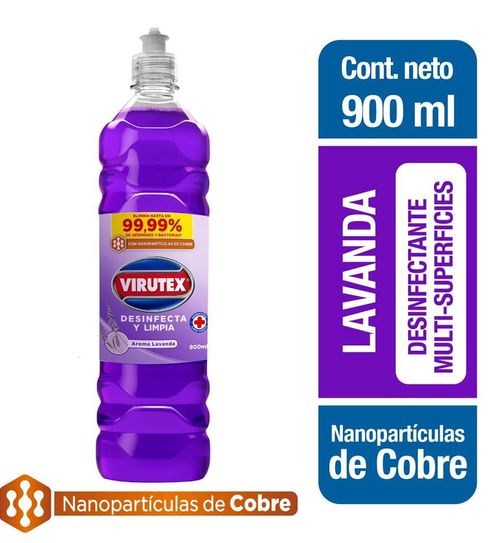 ELIMINA HASTA UN
99,99%
DE GÉRMENES Y BACTERIAS*
CON NANOPARTÍCULAS DE COBRE
VIRUTEX
DESINFECTA
Y LIMPIA
Aroma Lavanda
900ml
Nanopartículas de Cobre
Cont. neto
900 ml
LAVANDA
DESINFECTANTE
MULTI-SUPERFICIES
Nanopartículas
de Cobre